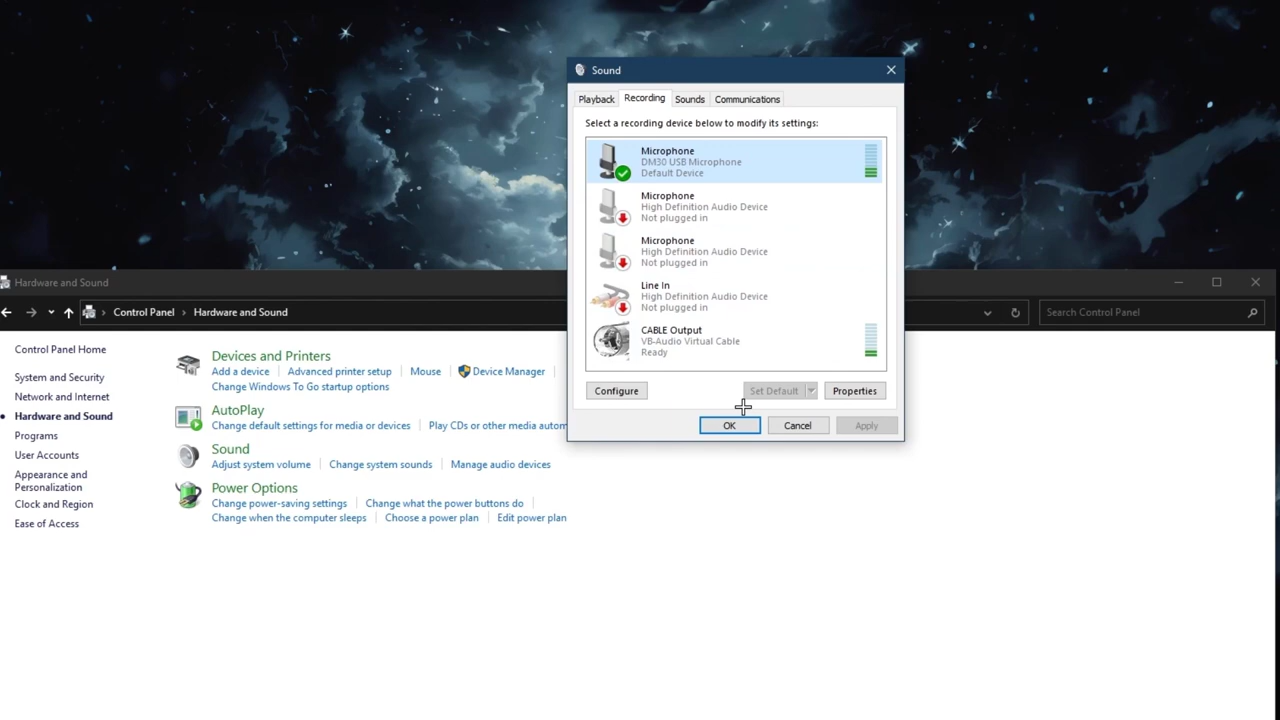 Sound
Playback
Recording
Sounds
Communications
Select a recording device below to modify its settings:
Microphone
DM30 USB Microphone
Default Device
Microphone
High Definition Audio Device
Not plugged in
Microphone
High Definition Audio Device
Not plugged in
Line In
High Definition Audio Device
Not plugged in
CABLE Output
VB-Audio Virtual Cable
Ready
Configure
Set Default
Properties
OK
Cancel
Apply
Hardware and Sound
Control Panel
Hardware and Sound
Search Control Panel
Control Panel Home
System and Security
Network and Internet
Hardware and Sound
Programs
User Accounts
Appearance and
Personalization
Clock and Region
Ease of Access
Devices and Printers
Add a device
Advanced printer setup
Mouse
Device Manager
Change Windows To Go startup options
AutoPlay
Change default settings for media or devices
Play CDs or other media autom
Sound
Adjust system volume
Change system sounds
Manage audio devices
Power Options
Change power-saving settings
Change what the power buttons do
Change when the computer sleeps
Choose a power plan
Edit power plan